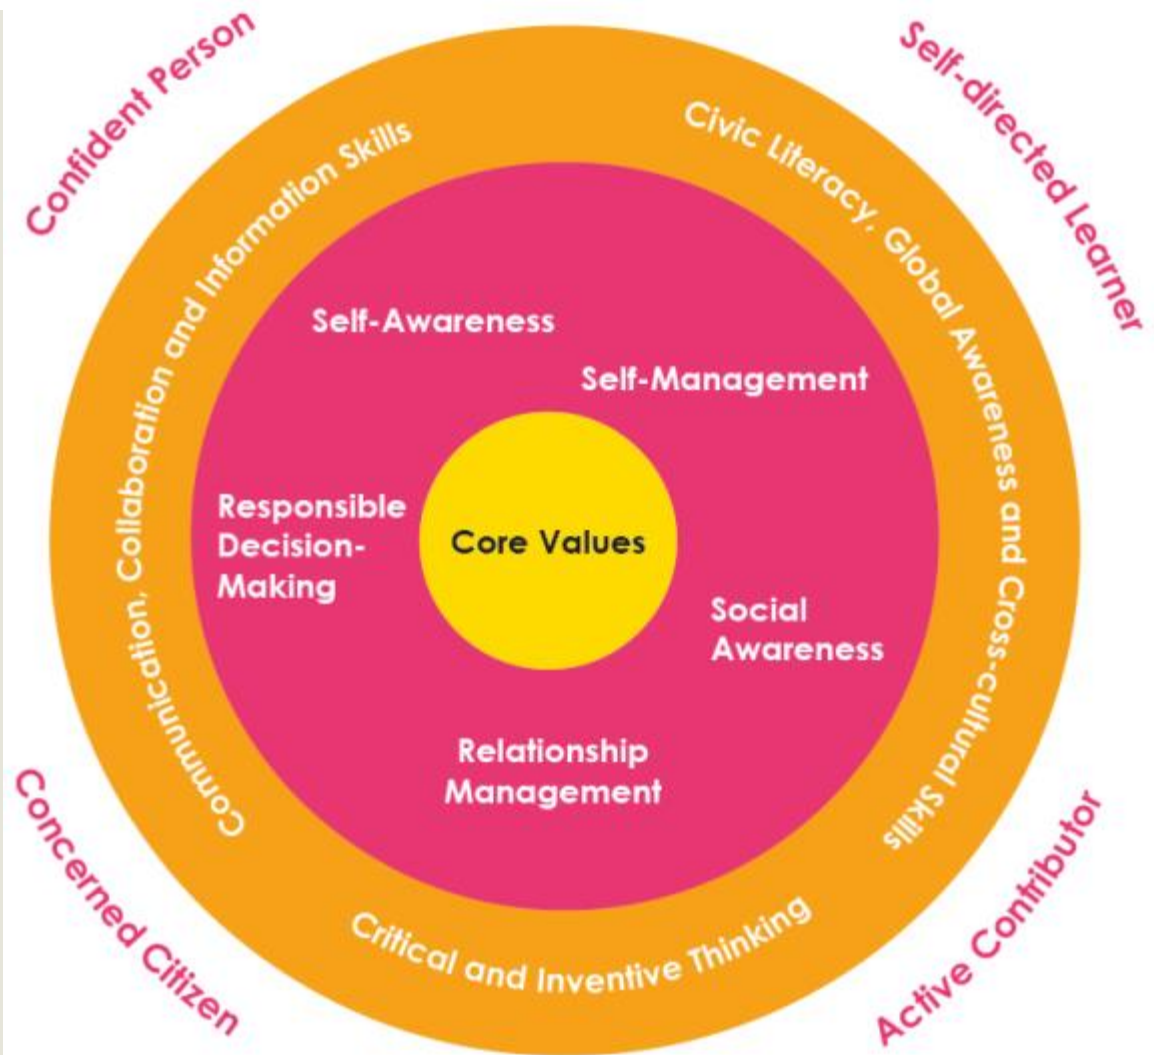 Confident Person
Self-directed Learner
Communication, Collaboration and Information Skills
Civic Literacy, Global Awareness and Cross-cultural Skills
Self-Awareness
Self-Management
Responsible
Decision-
Making
Core Values
Social
Awareness
Relationship
Management
Critical and Inventive Thinking
Concerned Citizen
Active Contributor